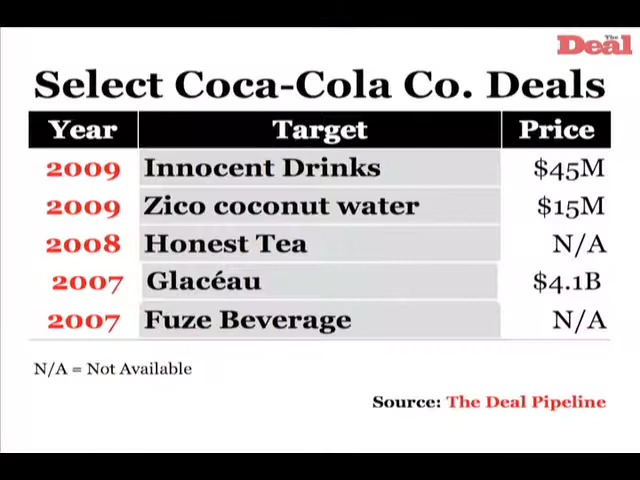 The Deal
Select Coca-Cola Co. Deals
Year Target Price
2009 Innocent Drinks $45M
2009 Zico coconut water $15M
2008 Honest Tea N/A
2007 Glacéau $4.1B
2007 Fuze Beverage N/A
N/A = Not Available
Source: The Deal Pipeline